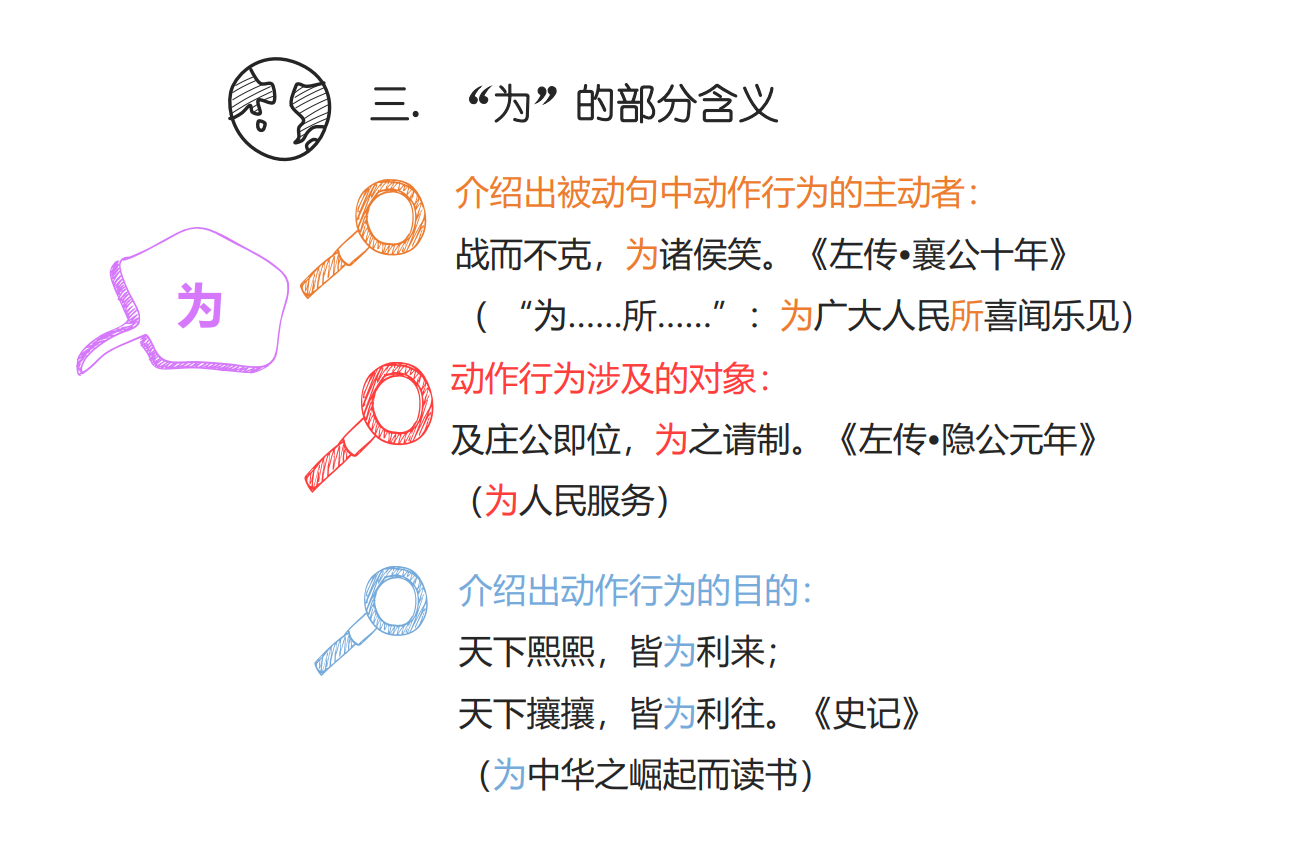 三. “为”的部分含义
为
介绍出被动句中动作行为的主动者：
战而不克，为诸侯笑。《左传•襄公十年》
（ “为……所……” ：为广大人民所喜闻乐见）
动作行为涉及的对象：
及庄公即位，为之请制。《左传•隐公元年》
（为人民服务）
介绍出动作行为的目的：
天下熙熙，皆为利来；
天下攘攘，皆为利往。《史记》
（为中华之崛起而读书）